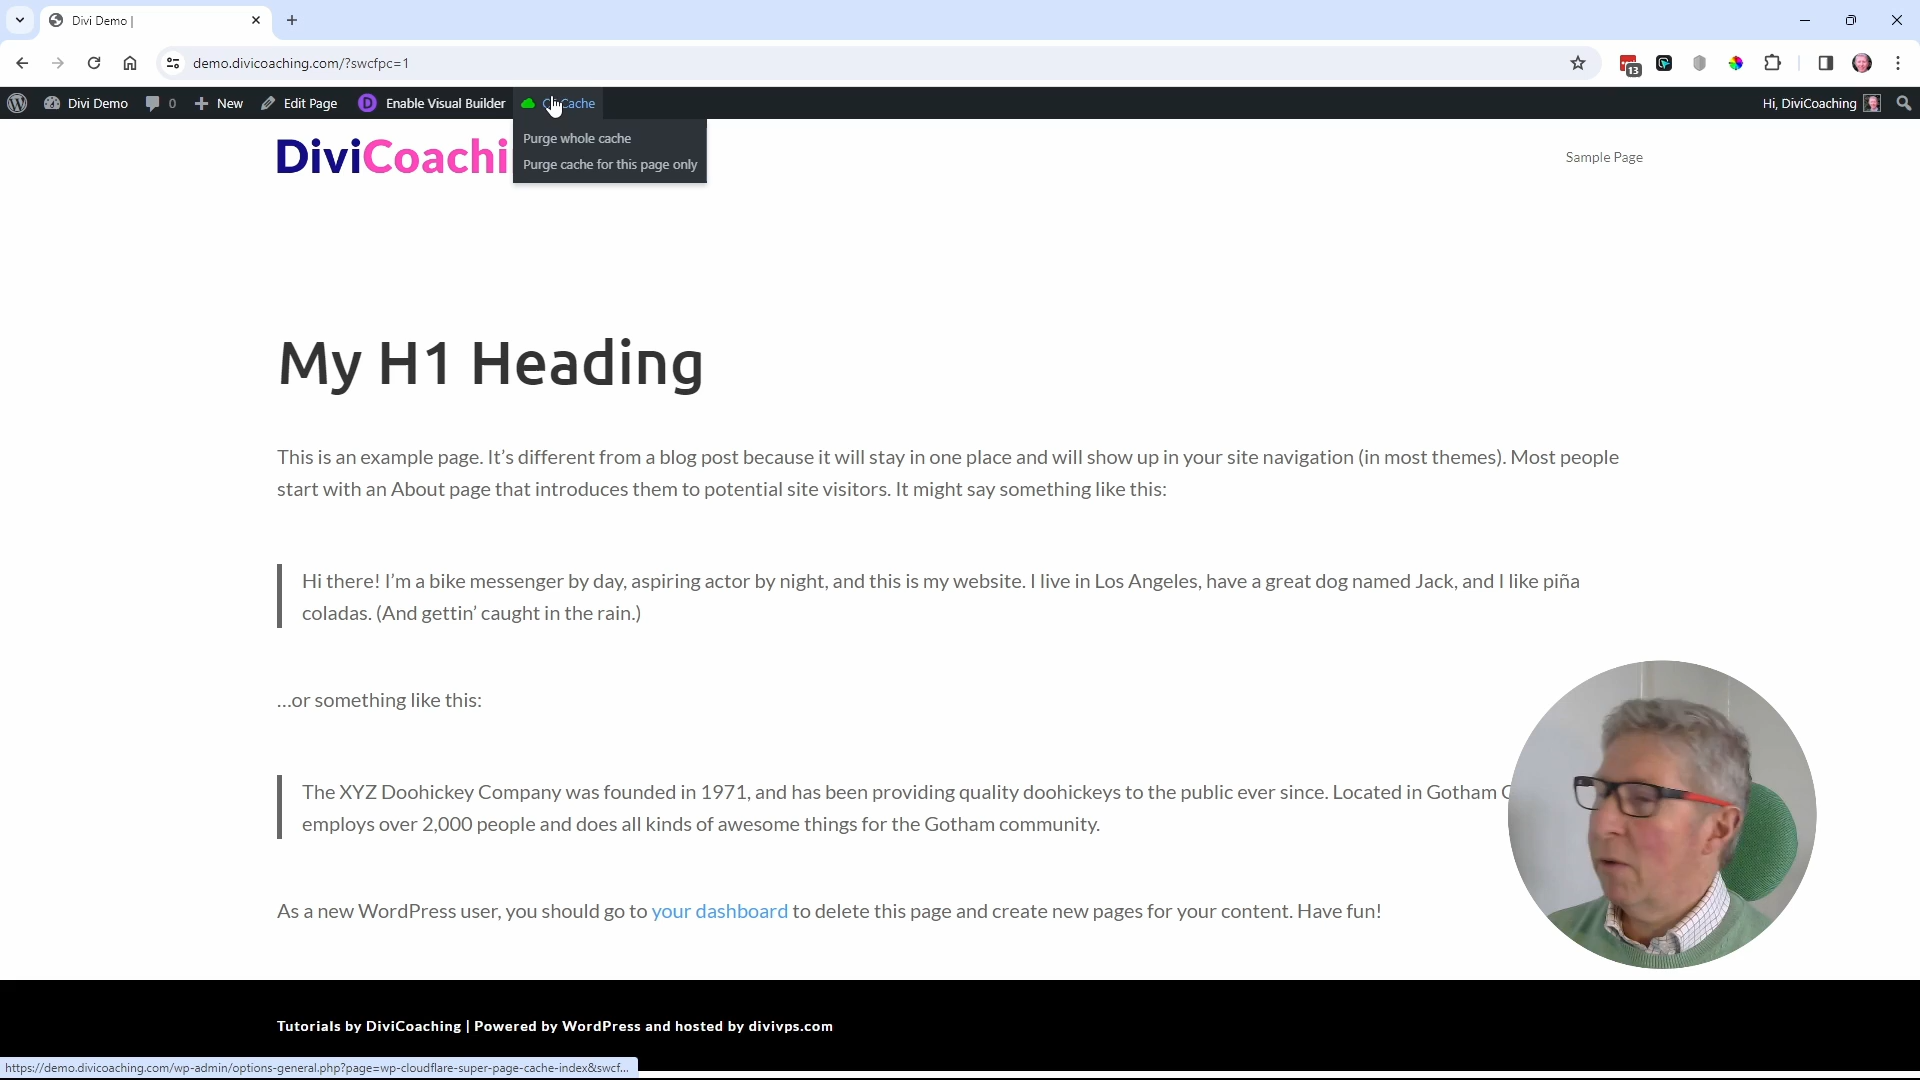 Divi Demo |
demo.divicoaching.com/?swcfpc=1
13
Divi Demo 0 New Edit Page Enable Visual Builder Cache Hi, DiviCoaching
Purge whole cache
Purge cache for this page only
DiviCoachi
Sample Page
My H1 Heading
This is an example page. It’s different from a blog post because it will stay in one place and will show up in your site navigation (in most themes). Most people
start with an About page that introduces them to potential site visitors. It might say something like this:
Hi there! I’m a bike messenger by day, aspiring actor by night, and this is my website. I live in Los Angeles, have a great dog named Jack, and I like piña
coladas. (And gettin’ caught in the rain.)
…or something like this:
The XYZ Doohickey Company was founded in 1971, and has been providing quality doohickeys to the public ever since. Located in Gotham
employs over 2,000 people and does all kinds of awesome things for the Gotham community.
As a new WordPress user, you should go to your dashboard to delete this page and create new pages for your content. Have fun!
Tutorials by DiviCoaching | Powered by WordPress and hosted by divivps.com
https://demo.divicoaching.com/wp-admin/options-general.php?page=wp-cloudflare-super-page-cache-index&swcf...